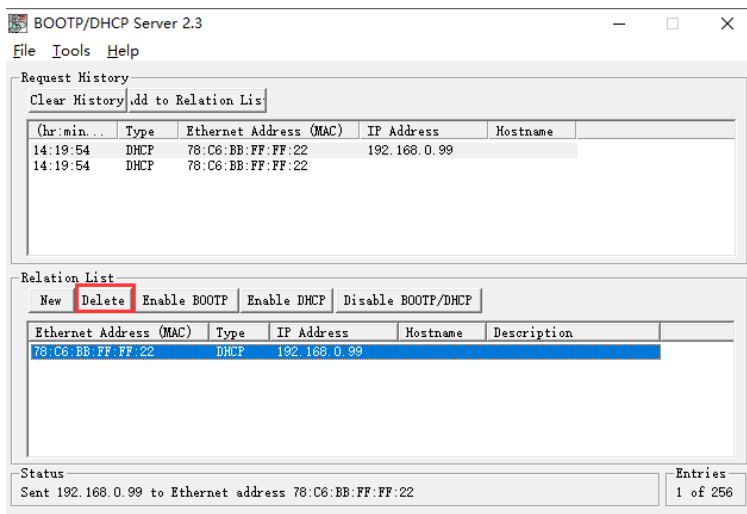 BOOTP/DHCP Server 2.3
File Tools Help
Request History
Clear History dd to Relation Lis
(hr:min... Type Ethernet Address (MAC) IP Address Hostname
14:19:54 DHCP 78:C6:BB:FF:FF:22 192.168.0.99
14:19:54 DHCP 78:C6:BB:FF:FF:22
Relation List
New Delete Enable BOOTP Enable DHCP Disable BOOTP/DHCP
Ethernet Address (MAC) Type IP Address Hostname Description
78:C6:BB:FF:FF:22 DHCP 192.168.0.99
Status Entries
Sent 192.168.0.99 to Ethernet address 78:C6:BB:FF:FF:22 1 of 256